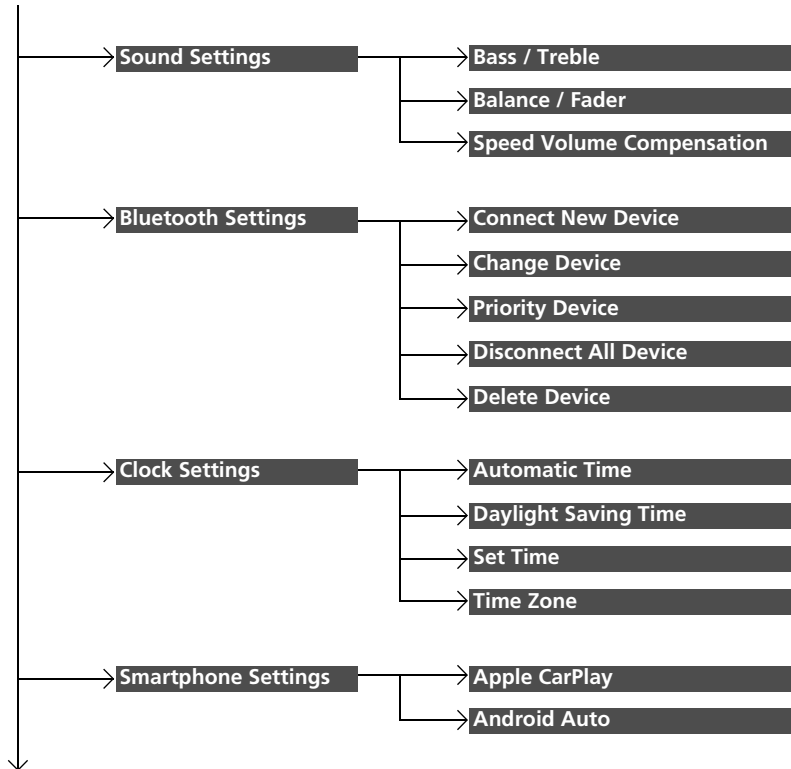 Sound Settings
Bass / Treble
Balance / Fader
Speed Volume Compensation
Bluetooth Settings
Connect New Device
Change Device
Priority Device
Disconnect All Device
Delete Device
Clock Settings
Automatic Time
Daylight Saving Time
Set Time
Time Zone
Smartphone Settings
Apple CarPlay
Android Auto